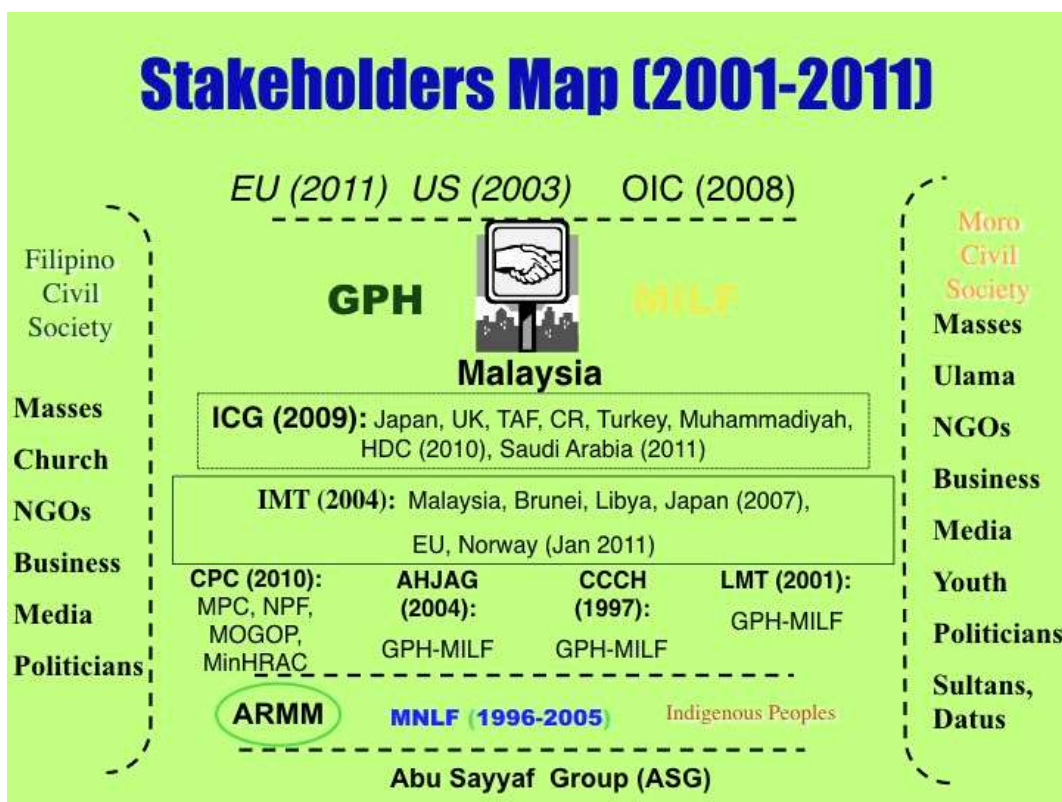 Stakeholders Map (2001-2011)
EU (2011) US (2003) OIC (2008)
Filipino
Civil
Society
Masses
Church
NGOs
Business
Media
Politicians
GPH
MILF
Malaysia
ICG (2009): Japan, UK, TAF, CR, Turkey, Muhammadiyah,
HDC (2010), Saudi Arabia (2011)
IMT (2004): Malaysia, Brunei, Libya, Japan (2007),
EU, Norway (Jan 2011)
CPC (2010):
MPC, NPF,
MOGOP,
MinHRAC
AHJAG
(2004):
GPH-MILF
CCCH
(1997):
GPH-MILF
LMT (2001):
GPH-MILF
ARMM
MNLF (1996-2005)
Indigenous Peoples
Abu Sayyaf Group (ASG)
Moro
Civil
Society
Masses
Ulama
NGOs
Business
Media
Youth
Politicians
Sultans,
Datus